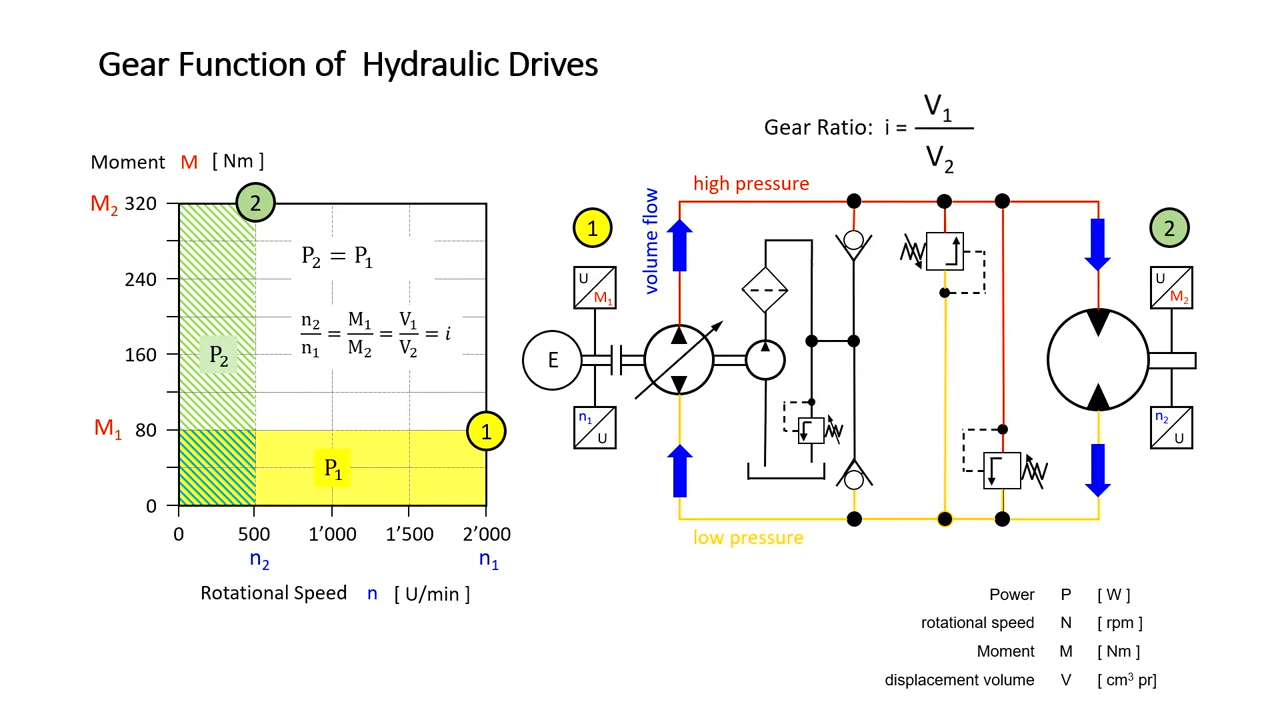 Gear Function of Hydraulic Drives
Gear Ratio: i = V₁ / V₂
Moment M [ Nm ]
M₂ 320
240
160
M₁ 80
0
2
P₂ = P₁
n₂/n₁ = M₁/M₂ = V₁/V₂ = i
P₂
1
P₁
0 500 1’000 1’500 2’000
n₂ n₁
Rotational Speed n [ U/min ]
high pressure
volume flow
1
U
M₁
E
n₁
U
2
U
M₂
n₂
U
low pressure
Power P [ W ]
rotational speed N [ rpm ]
Moment M [ Nm ]
displacement volume V [ cm³ pr]